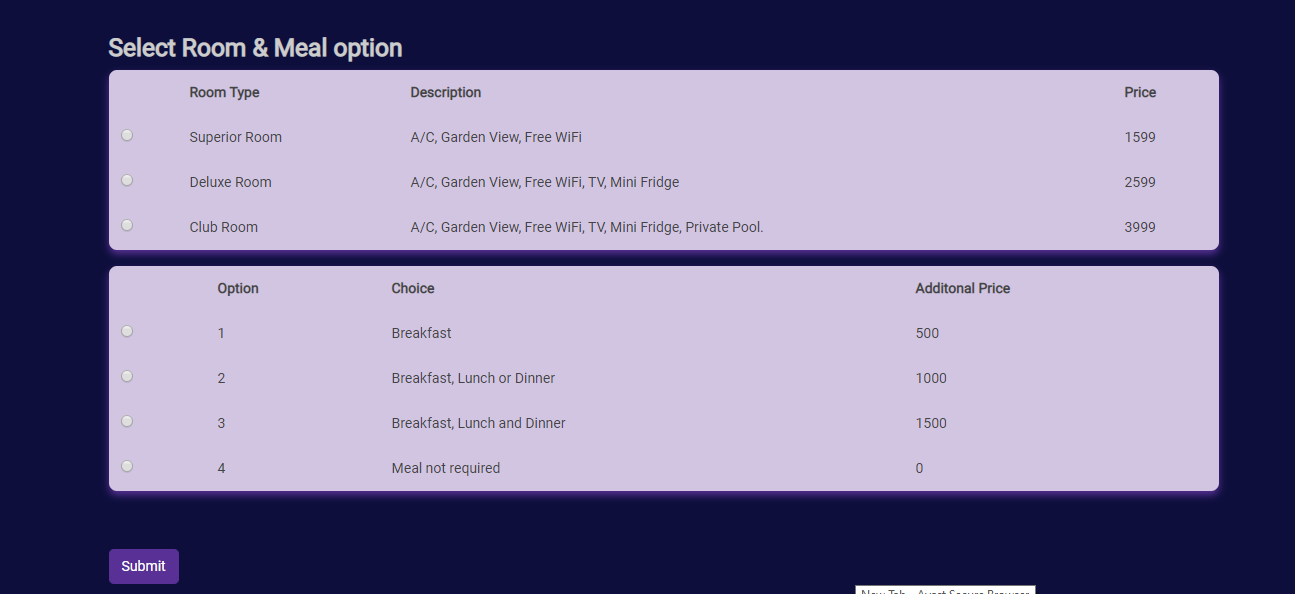 Select Room & Meal option
Room Type Description Price
Superior Room A/C, Garden View, Free WiFi 1599
Deluxe Room A/C, Garden View, Free WiFi, TV, Mini Fridge 2599
Club Room A/C, Garden View, Free WiFi, TV, Mini Fridge, Private Pool. 3999
Option Choice Additonal Price
1 Breakfast 500
2 Breakfast, Lunch or Dinner 1000
3 Breakfast, Lunch and Dinner 1500
4 Meal not required 0
Submit
New Tab - Avast Secure Browser